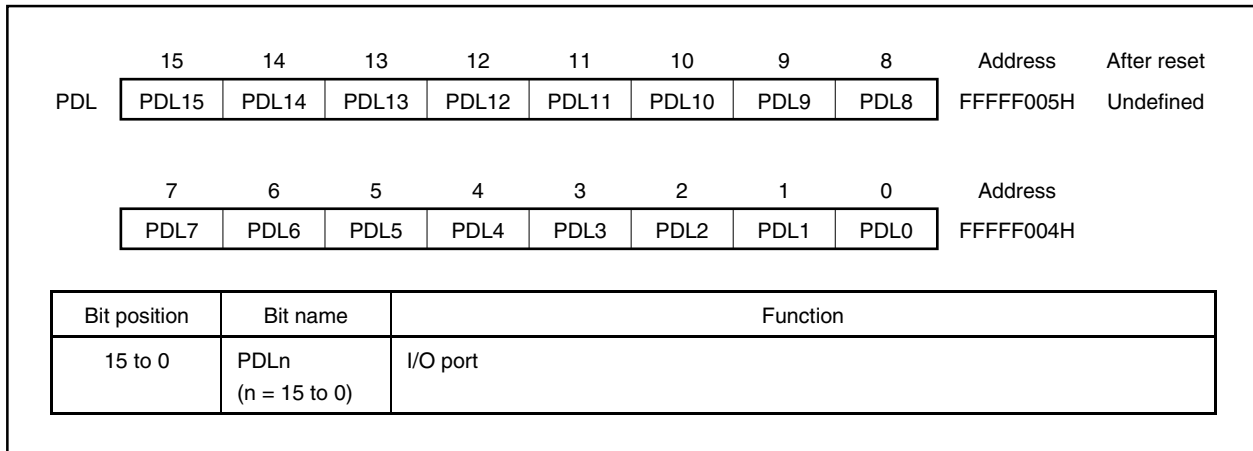 15 14 13 12 11 10 9 8 Address After reset
PDL PDL15 PDL14 PDL13 PDL12 PDL11 PDL10 PDL9 PDL8 FFFFF005H Undefined
7 6 5 4 3 2 1 0 Address
PDL7 PDL6 PDL5 PDL4 PDL3 PDL2 PDL1 PDL0 FFFFF004H
Bit position Bit name Function
15 to 0 PDLn I/O port
(n = 15 to 0)